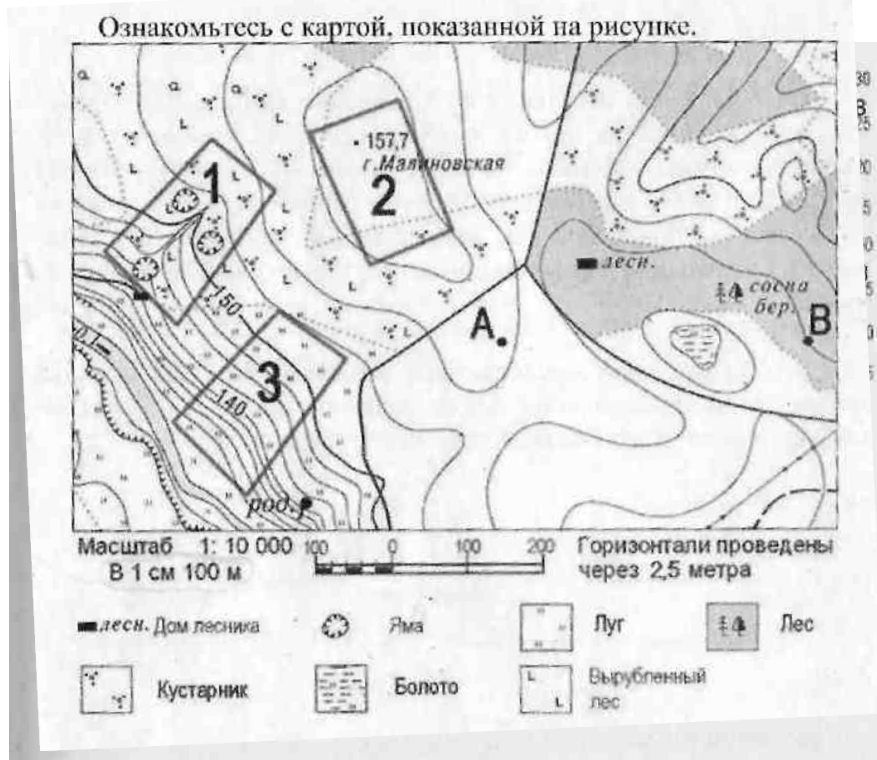 Ознакомьтесь с картой, показанной на рисунке.
157,7
г. Малиновская
1
2
лесн.
сосна
бер.
А
В
150
140
3
род.
Масштаб 1: 10 000
В 1 см 100 м
100 0 100 200
Горизонтали проведены
через 2,5 метра
лесн. Дом лесника
Яма
Луг
Лес
Кустарник
Болото
Вырубленный
лес